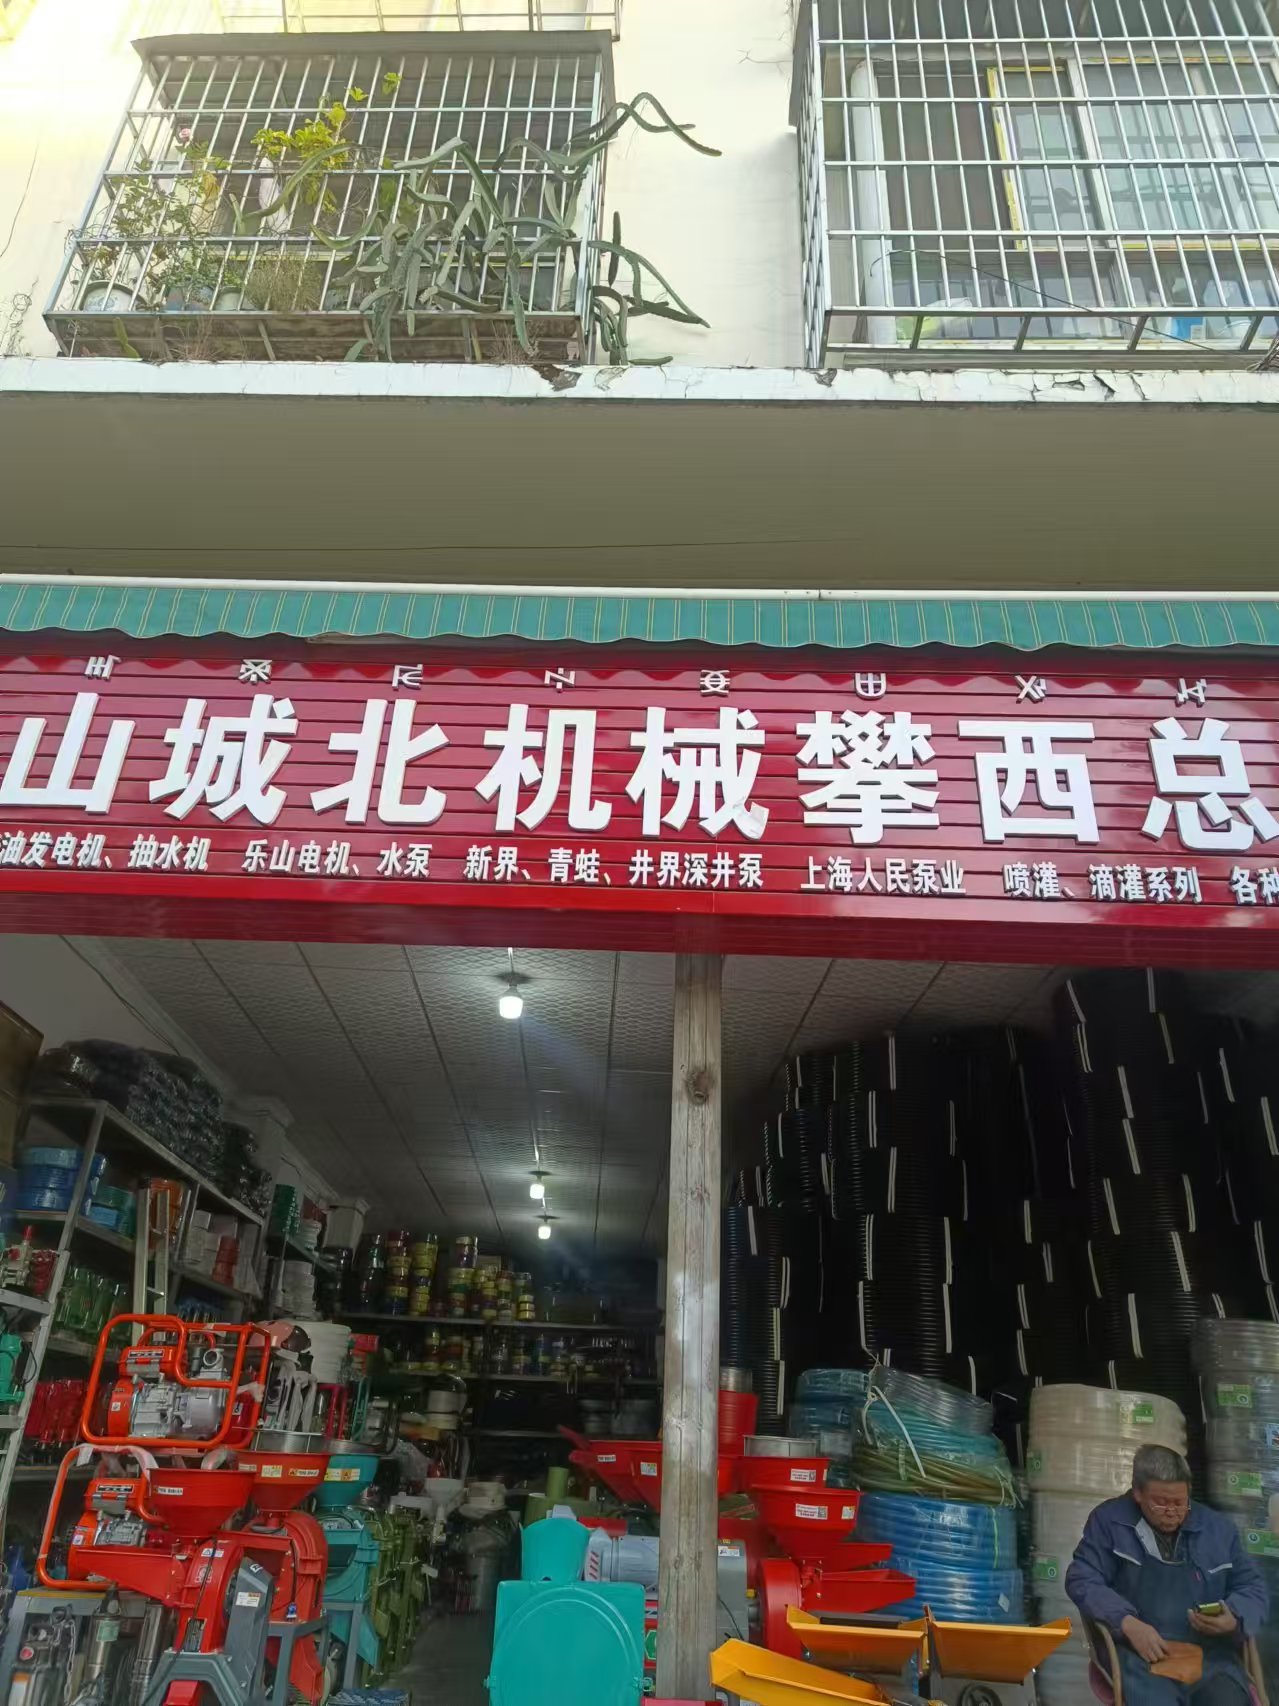 山城北机械攀西总
油发电机、抽水机 乐山电机、水泵 新界、青蛙、井界深井泵 上海人民泵业 喷灌、滴灌系列 各种